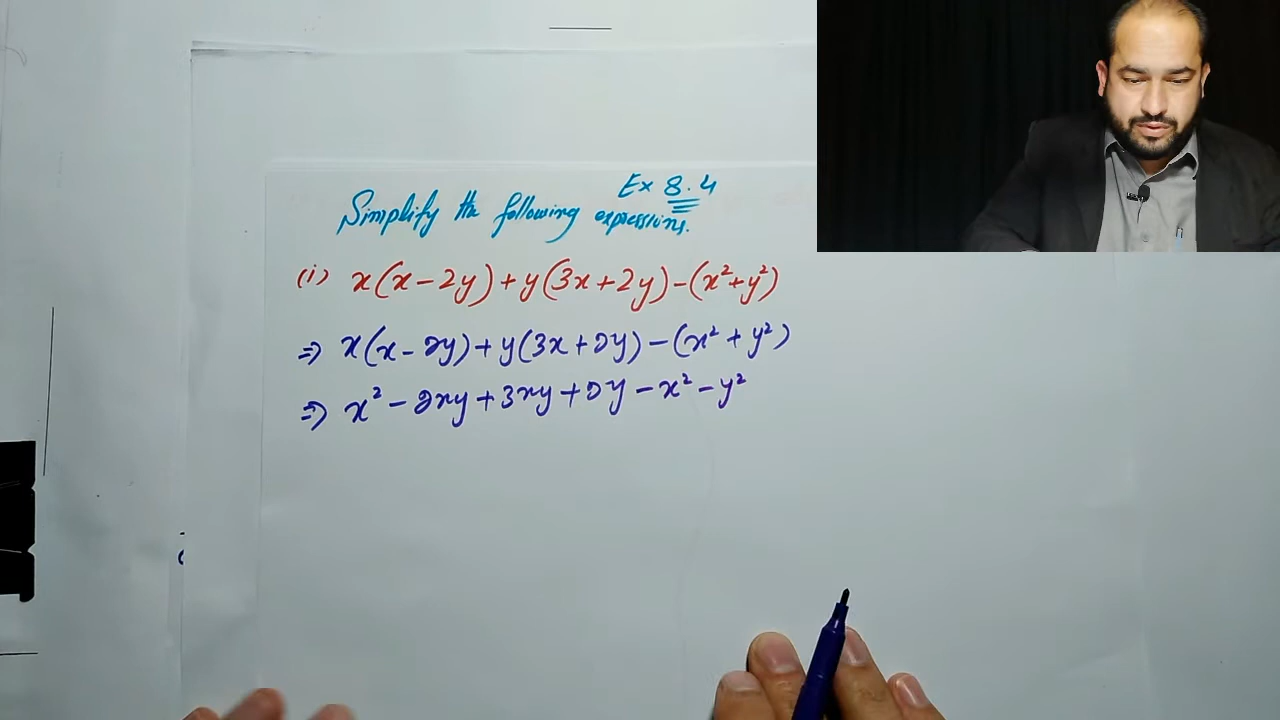 Ex 8.4
Simplify the following expressions.
(i) x(x-2y)+y(3x+2y)-(x²+y²)
⇒ x(x-2y)+y(3x+2y)-(x²+y²)
⇒ x²-2xy+3xy+2y-x²-y²